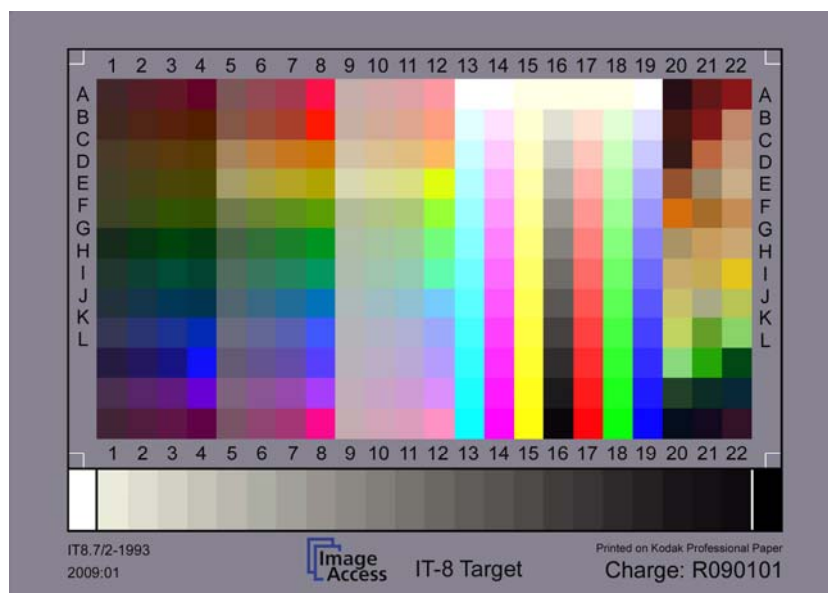 1 2 3 4 5 6 7 8 9 10 11 12 13 14 15 16 17 18 19 20 21 22
A A
B B
C C
D D
E E
F F
G G
H H
I I
J J
K K
L L
1 2 3 4 5 6 7 8 9 10 11 12 13 14 15 16 17 18 19 20 21 22
IT8.7/2-1993
2009:01
Image
Access
IT-8 Target
Printed on Kodak Professional Paper
Charge: R090101